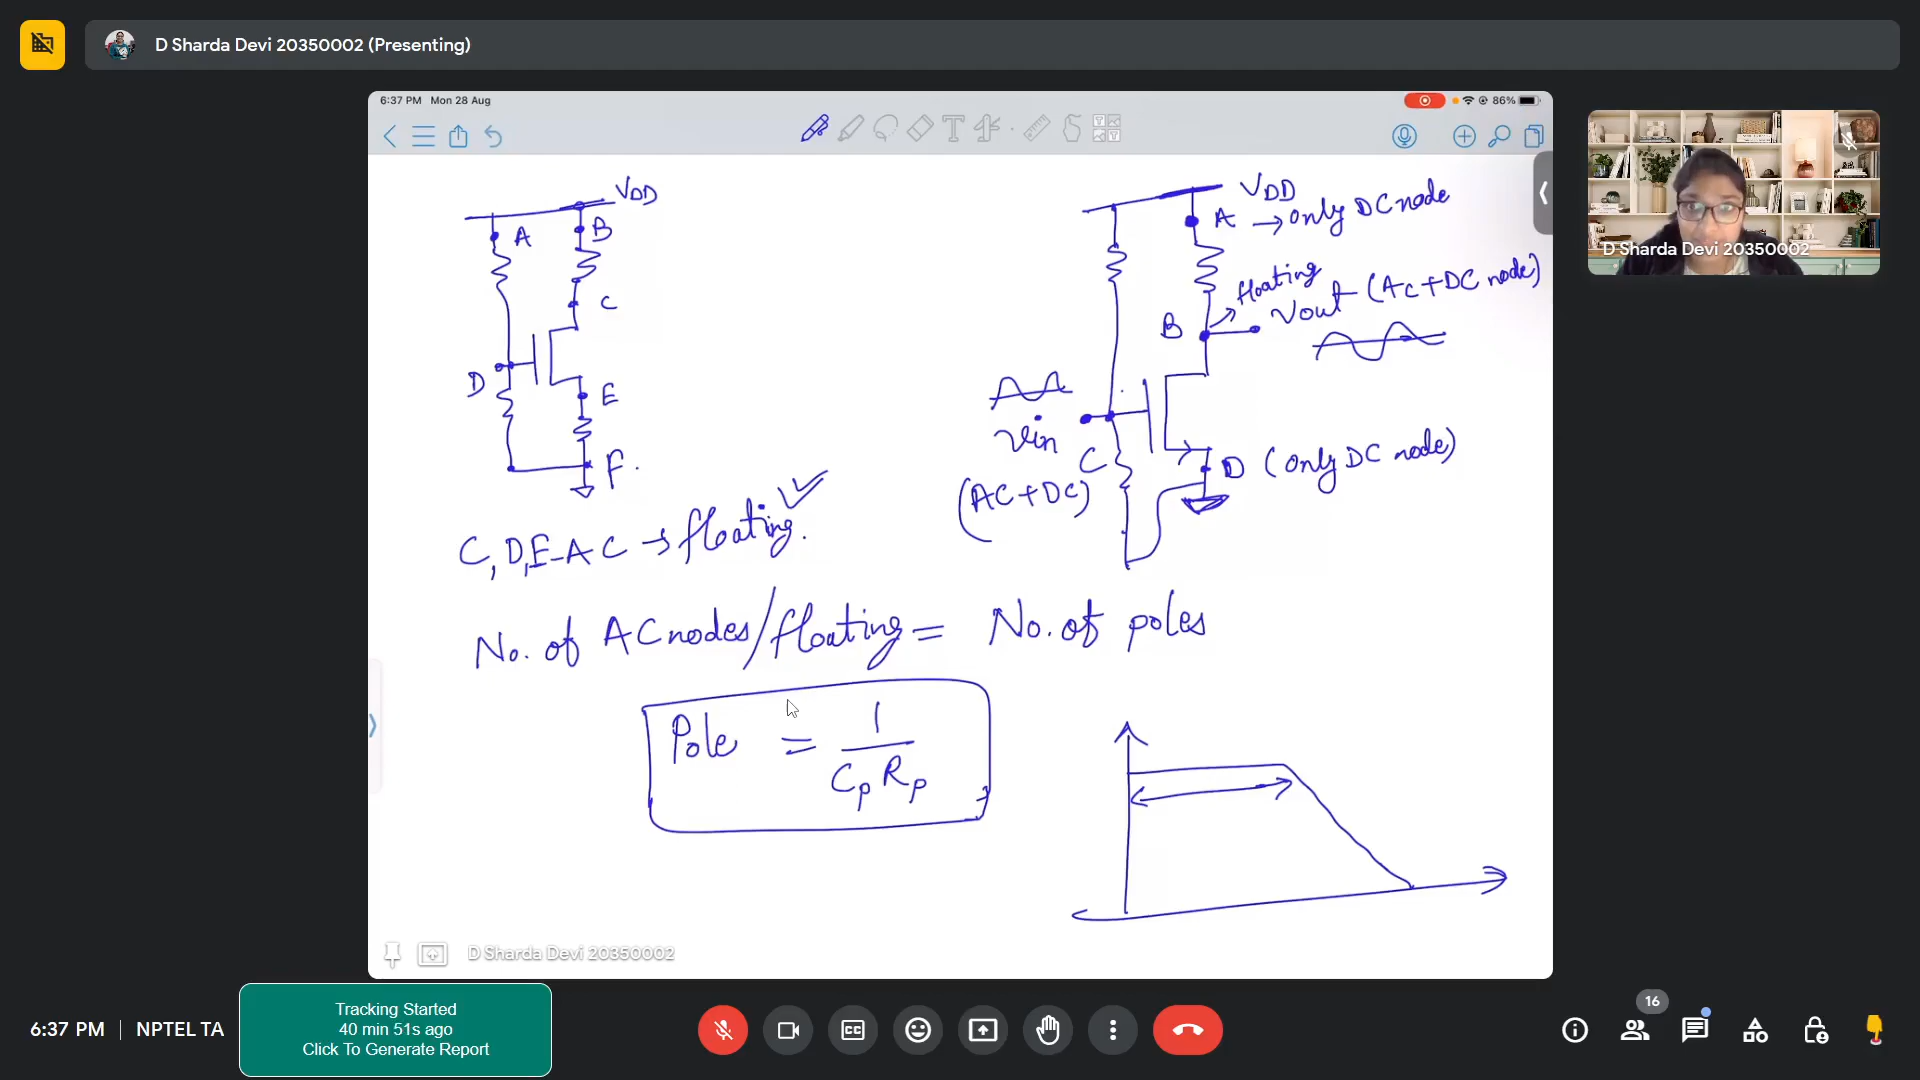 D Sharda Devi 20350002 (Presenting)
6:37 PM Mon 28 Aug
86%
VDD
A
B
C
D
E
F.
C, D, E - AC → floating.
VDD
A → only DC node
floating
Vout - (AC+DC node)
B
Vin
C
(AC+DC)
D (only DC node)
No. of AC nodes/floating = No. of poles
Pole = 1
Cp Rp
D Sharda Devi 20350002
D Sharda Devi 20350002
6:37 PM | NPTEL TA
Tracking Started
40 min 51s ago
Click To Generate Report
CC
16